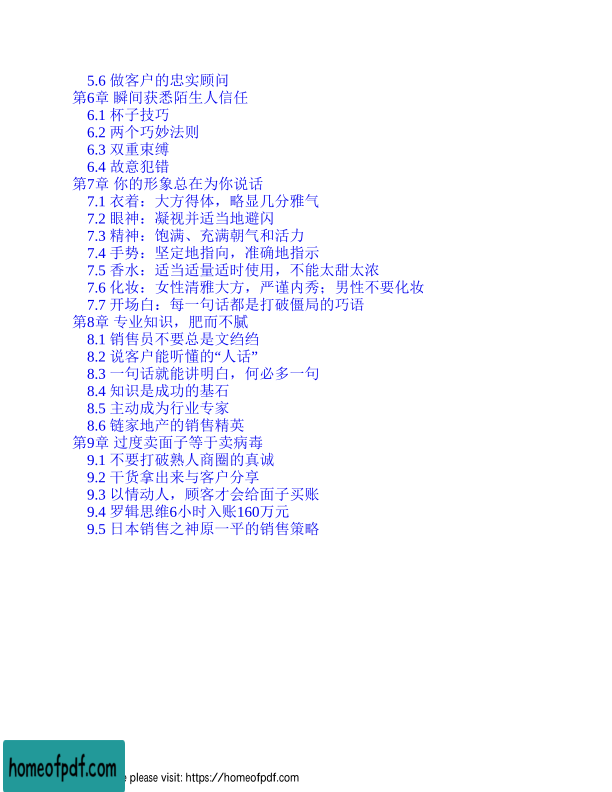 5.6 做客户的忠实顾问
第6章 瞬间获悉陌生人信任
6.1 杯子技巧
6.2 两个巧妙法则
6.3 双重束缚
6.4 故意犯错
第7章 你的形象总在为你说话
7.1 衣着：大方得体，略显几分雅气
7.2 眼神：凝视并适当地避闪
7.3 精神：饱满、充满朝气和活力
7.4 手势：坚定地指向，准确地指示
7.5 香水：适当适量适时使用，不能太甜太浓
7.6 化妆：女性清雅大方，严谨内秀；男性不要化妆
7.7 开场白：每一句话都是打破僵局的巧语
第8章 专业知识，肥而不腻
8.1 销售员不要总是文绉绉
8.2 说客户能听懂的“人话”
8.3 一句话就能讲明白，何必多一句
8.4 知识是成功的基石
8.5 主动成为行业专家
8.6 链家地产的销售精英
第9章 过度卖面子等于卖病毒
9.1 不要打破熟人商圈的真诚
9.2 干货拿出来与客户分享
9.3 以情动人，顾客才会给面子买账
9.4 罗辑思维6小时入账160万元
9.5 日本销售之神原一平的销售策略
homeofpdf.com
please visit: https://homeofpdf.com